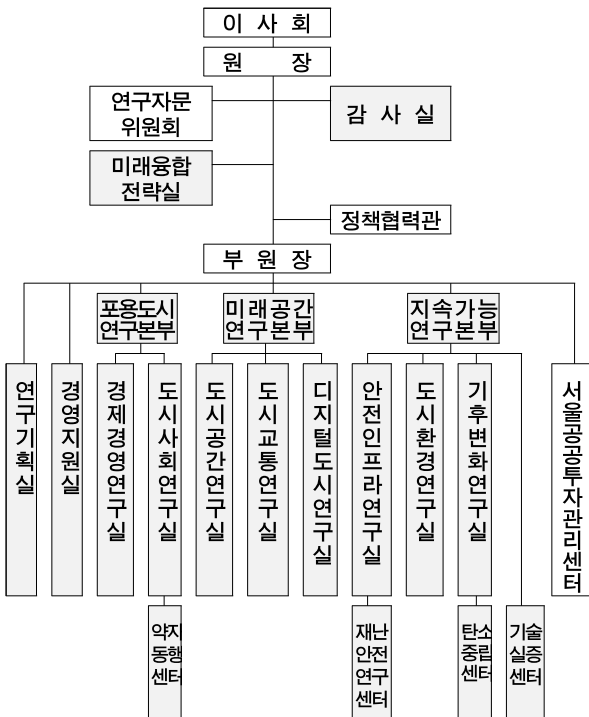 이 사 회
원 장
연구자문
위원회
감 사 실
미래융합
전략실
정책협력관
부 원 장
포용도시
연구본부
미래공간
연구본부
지속가능
연구본부
연구기획실
경영지원실
경제경영연구실
도시사회연구실
도시공간연구실
도시교통연구실
디지털도시연구실
안전인프라연구실
도시환경연구실
기후변화연구실
서울공공투자관리센터
약자
동행
센터
재난
안전
연구
센터
탄소
중립
센터
기술
실증
센터